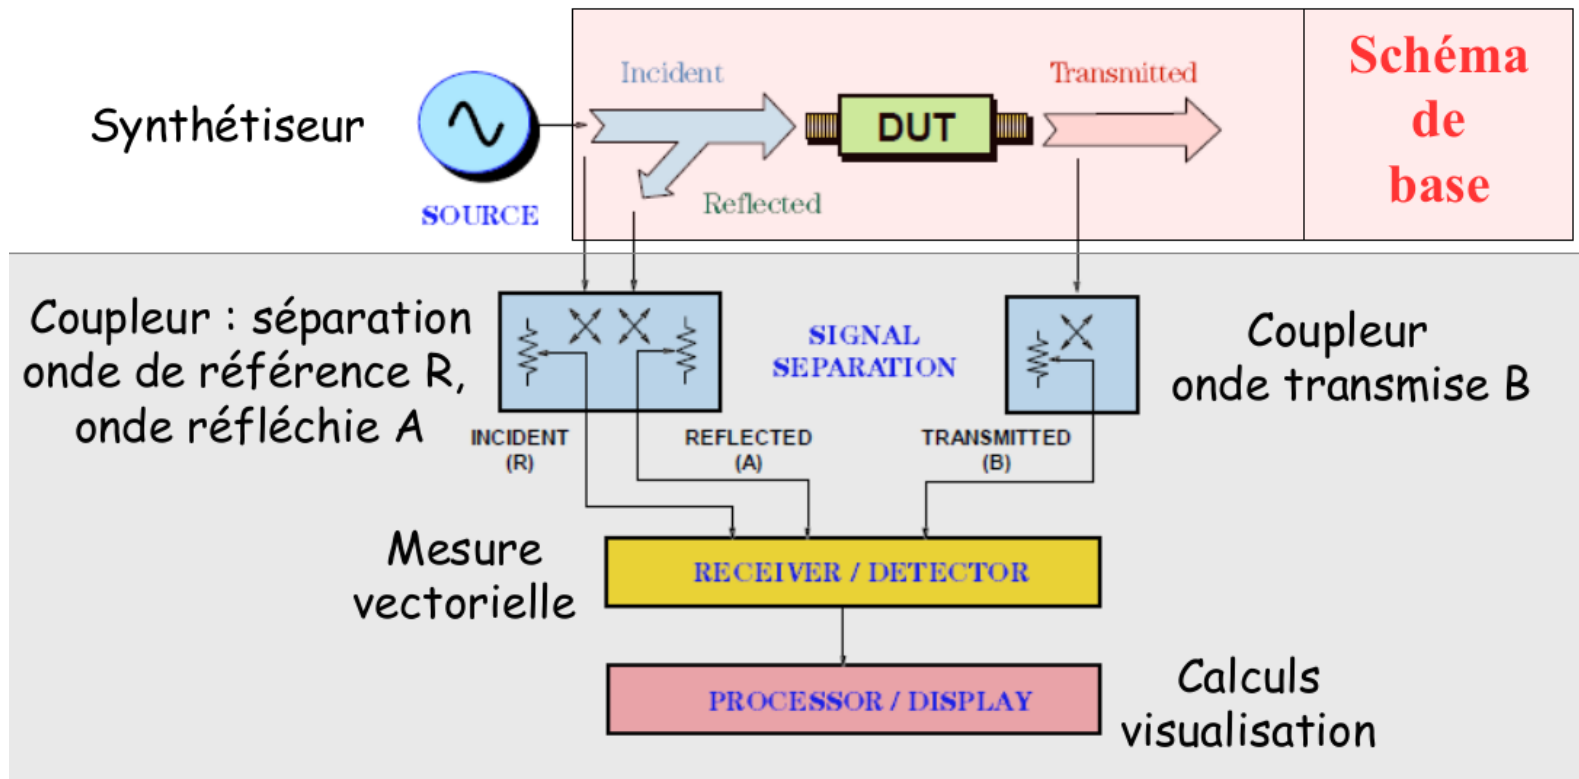 Schéma
de
base
Incident
Transmitted
Synthétiseur
DUT
Reflected
SOURCE
Coupleur : séparation
onde de référence R,
onde réfléchie A
SIGNAL
SEPARATION
Coupleur
onde transmise B
INCIDENT
(R)
REFLECTED
(A)
TRANSMITTED
(B)
Mesure
vectorielle
RECEIVER / DETECTOR
PROCESSOR / DISPLAY
Calculs
visualisation